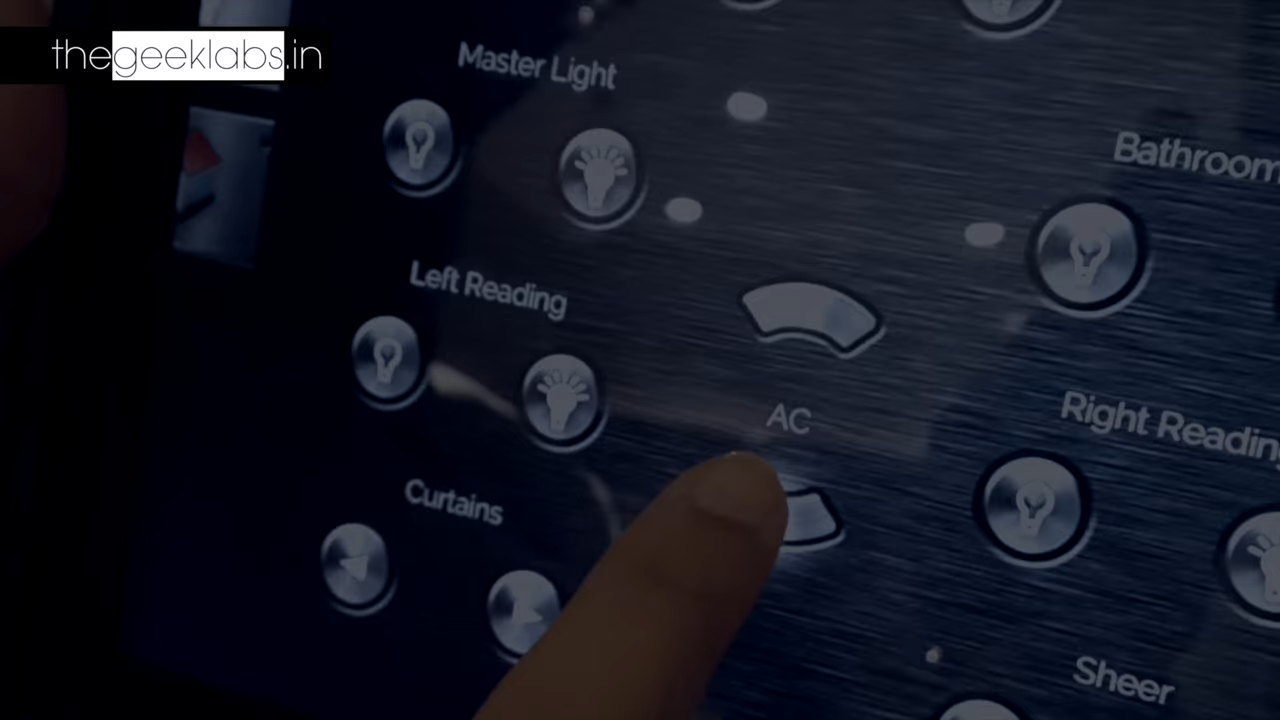 thegeeklabs.in
Master Light
Bathroom
Left Reading
AC
Right Reading
Curtains
Sheer